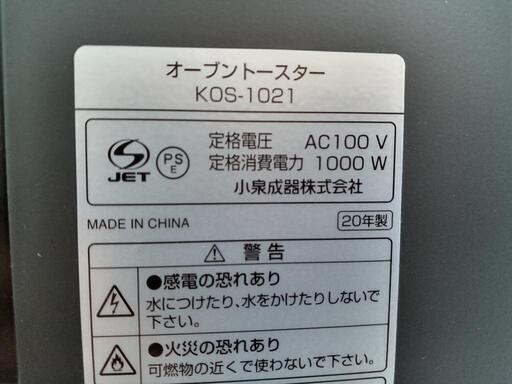 オーブントースター
KOS-1021
JET
PS
E
定格電圧 AC100 V
定格消費電力 1000 W
小泉成器株式会社
MADE IN CHINA
20年製
警告
●感電の恐れあり
水につけたり、水をかけたりしないで
下さい。
●火災の恐れあり
可燃物の近くで使わないで下さい。